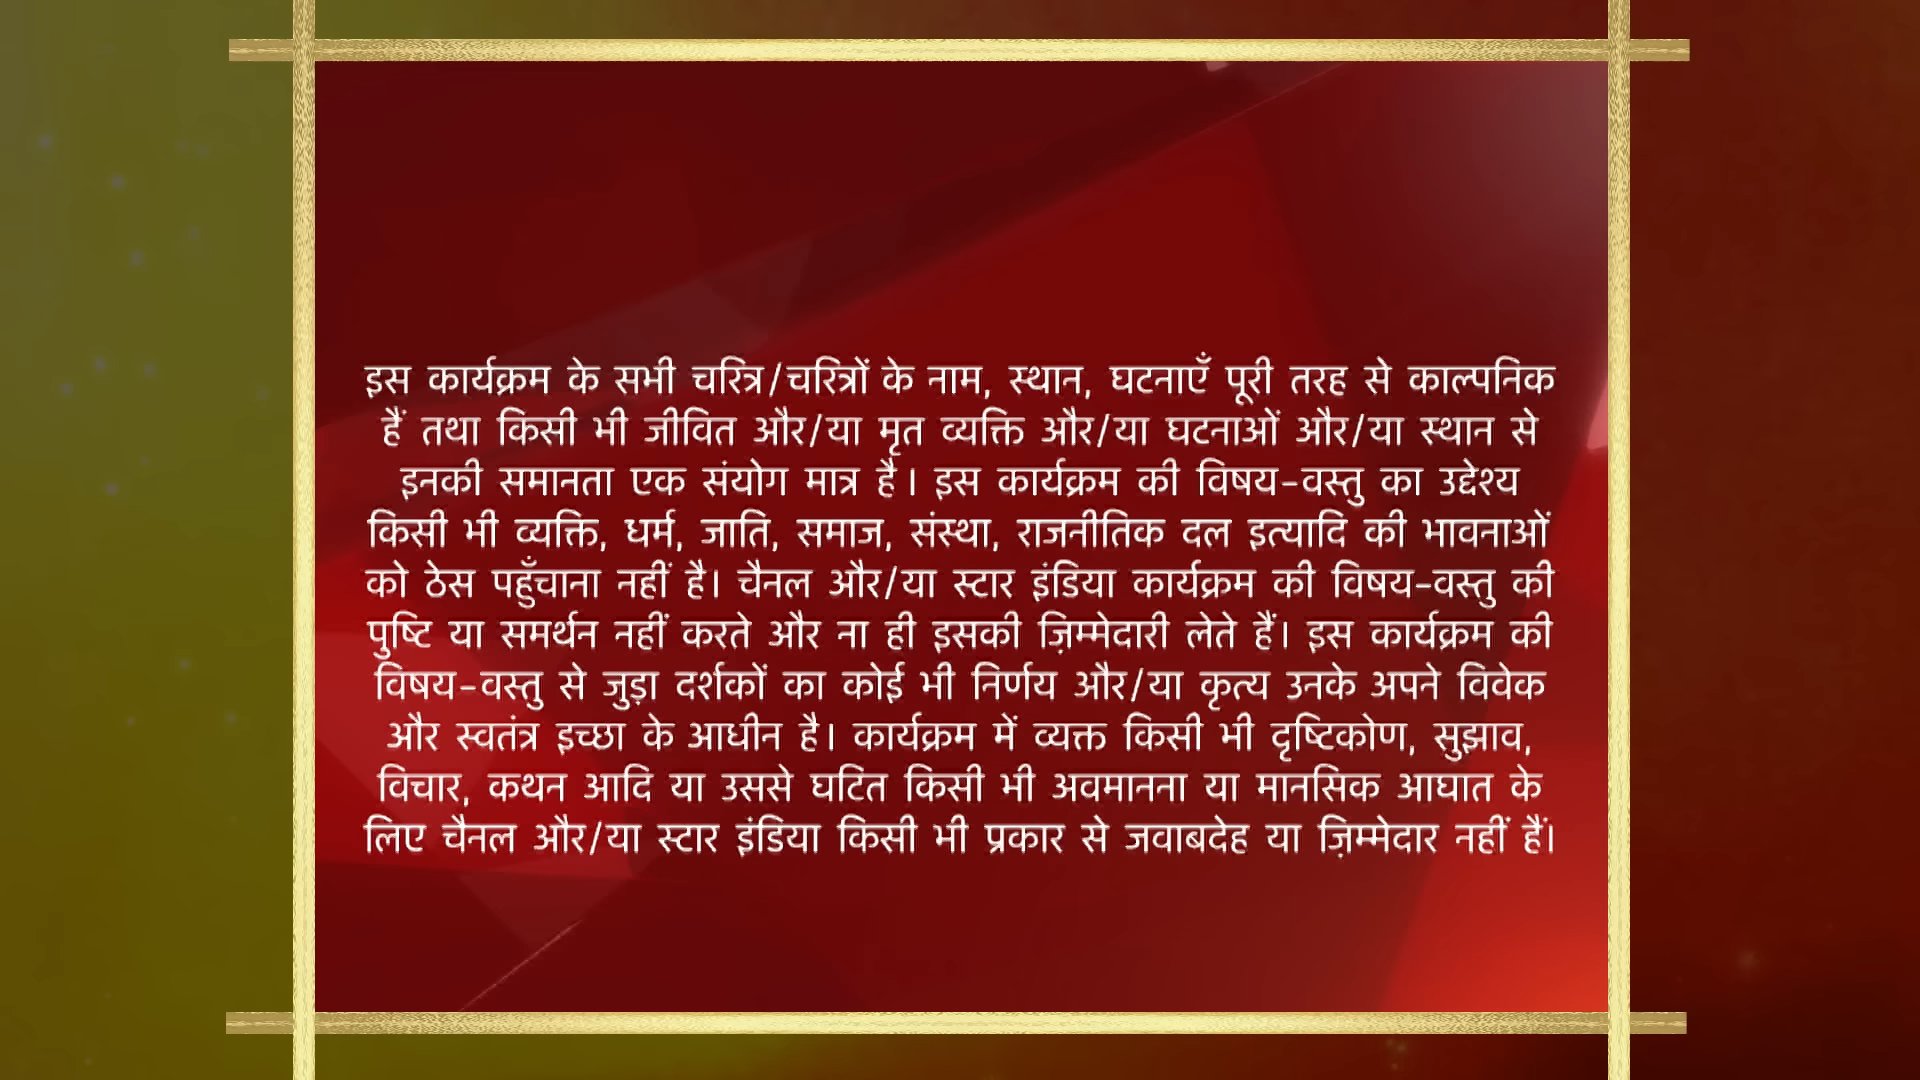 इस कार्यक्रम के सभी चरित्र/चरित्रों के नाम, स्थान, घटनाएँ पूरी तरह से काल्पनिक
हैं तथा किसी भी जीवित और/या मृत व्यक्ति और/या घटनाओं और/या स्थान से
इनकी समानता एक संयोग मात्र है। इस कार्यक्रम की विषय-वस्तु का उद्देश्य
किसी भी व्यक्ति, धर्म, जाति, समाज, संस्था, राजनीतिक दल इत्यादि की भावनाओं
को ठेस पहुँचाना नहीं है। चैनल और/या स्टार इंडिया कार्यक्रम की विषय-वस्तु की
पुष्टि या समर्थन नहीं करते और ना ही इसकी ज़िम्मेदारी लेते हैं। इस कार्यक्रम की
विषय-वस्तु से जुड़ा दर्शकों का कोई भी निर्णय और/या कृत्य उनके अपने विवेक
और स्वतंत्र इच्छा के आधीन है। कार्यक्रम में व्यक्त किसी भी दृष्टिकोण, सुझाव,
विचार, कथन आदि या उससे घटित किसी भी अवमानना या मानसिक आघात के
लिए चैनल और/या स्टार इंडिया किसी भी प्रकार से जवाबदेह या ज़िम्मेदार नहीं हैं।